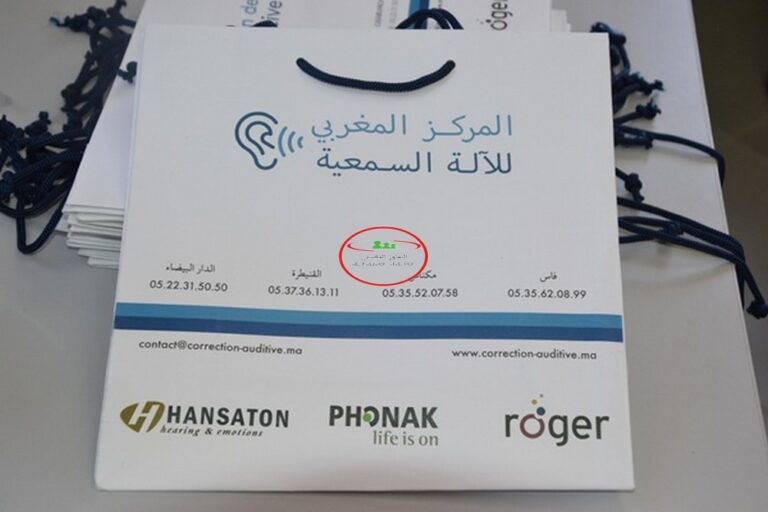 المركز المغربي
للآلة السمعية
فاس
05.35.62.08.99
05.35.52.07.58
القنيطرة
05.37.36.13.11
الدار البيضاء
05.22.31.50.50
contact@correction-auditive.ma
www.correction-auditive.ma
HANSATON
hearing & emotions
PHONAK
life is on
roger